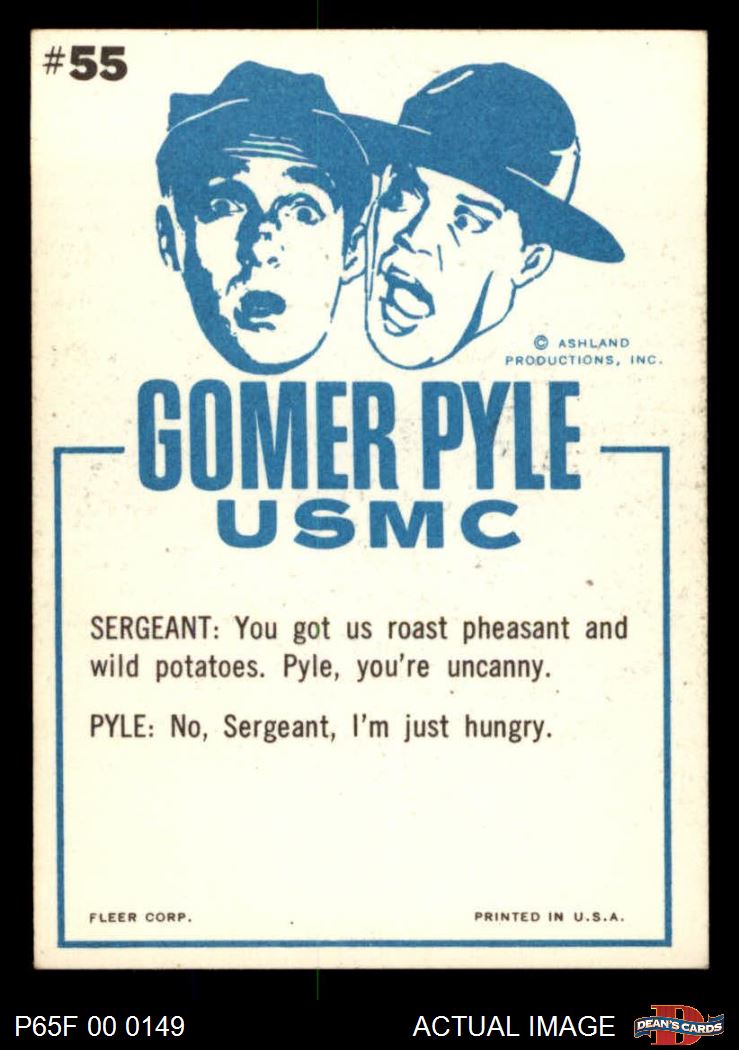 #55
© ASHLAND
PRODUCTIONS, INC.
GOMER PYLE
USMC
SERGEANT: You got us roast pheasant and
wild potatoes. Pyle, you're uncanny.
PYLE: No, Sergeant, I'm just hungry.
FLEER CORP.
PRINTED IN U.S.A.
P65F 00 0149
ACTUAL IMAGE
DEAN'S CARDS